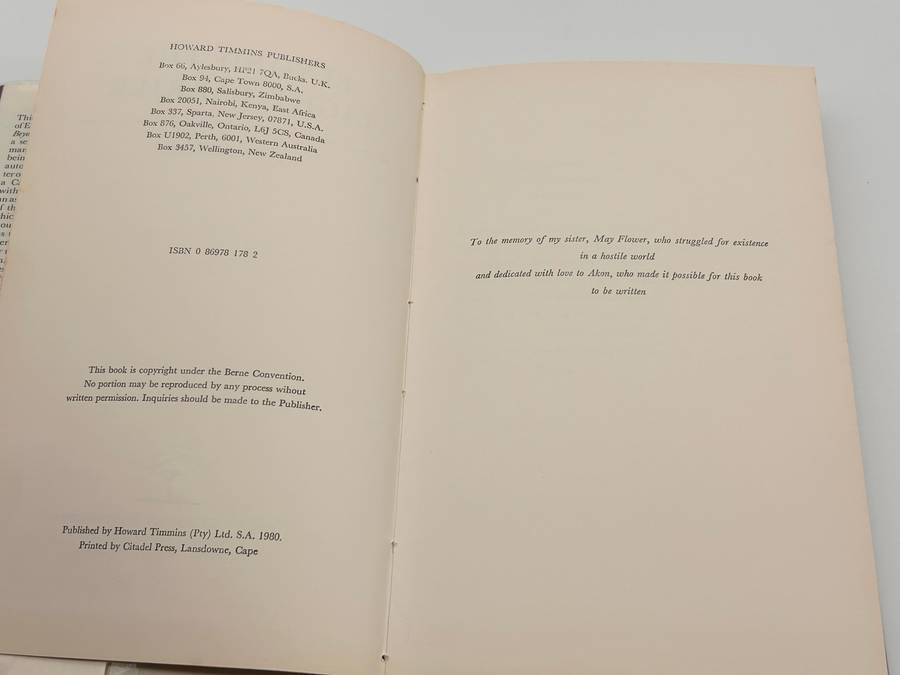 HOWARD TIMMINS PUBLISHERS
Box 66, Aylesbury, HP21 7QA, Bucks. U.K.
Box 94, Cape Town 8000, S.A.
Box 880, Salisbury, Zimbabwe
Box 20051, Nairobi, Kenya, East Africa
Box 337, Sparta, New Jersey, 07871, U.S.A.
Box 876, Oakville, Ontario, L6J 5C8, Canada
Box U1902, Perth, 6001, Western Australia
Box 3457, Wellington, New Zealand
ISBN 0 86978 178 2
This book is copyright under the Berne Convention.
No portion may be reproduced by any process wihout
written permission. Inquiries should be made to the Publisher.
Published by Howard Timmins (Pty) Ltd. S.A. 1980.
Printed by Citadel Press, Lansdowne, Cape
To the memory of my sister, May Flower, who struggled for existence
in a hostile world
and dedicated with love to Akon, who made it possible for this book
to be written